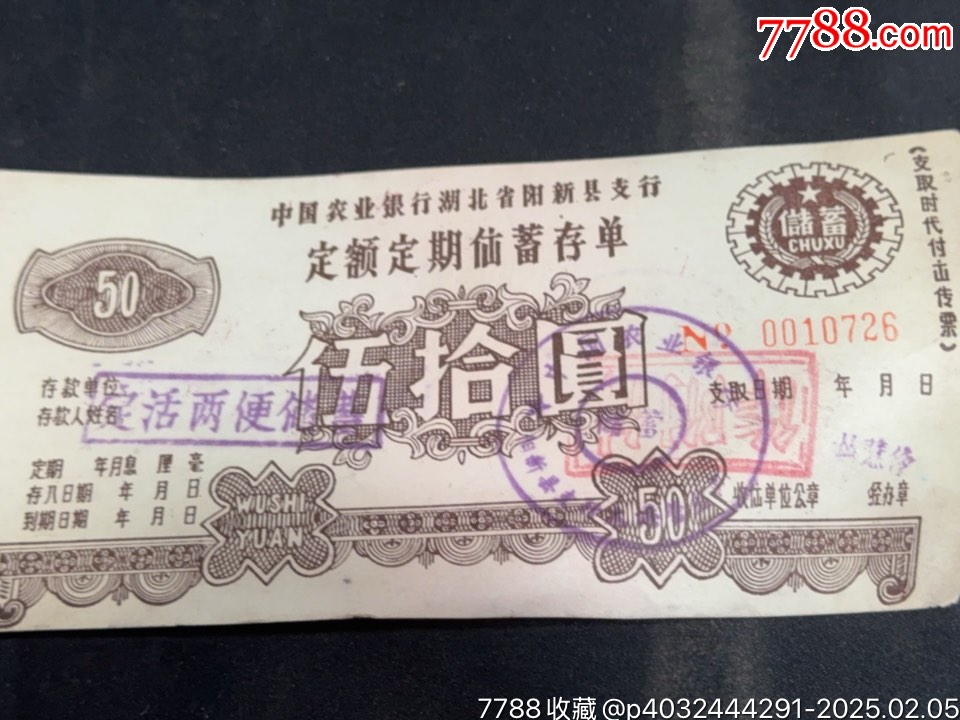 7788.com
中国农业银行湖北省阳新县支行
定额定期储蓄存单
儲蓄
CHUXU
《支取时代付出传票》
50
伍拾圆
№ 0010726
存款单位
存款人姓名
定活两便储蓄
支取日期 年 月 日
定期 年月息 厘 毫
存入日期 年 月 日
到期日期 年 月 日
WUSHI
YUAN
50
收储单位公章 经办章
7788收藏@p4032444291-2025.02.05